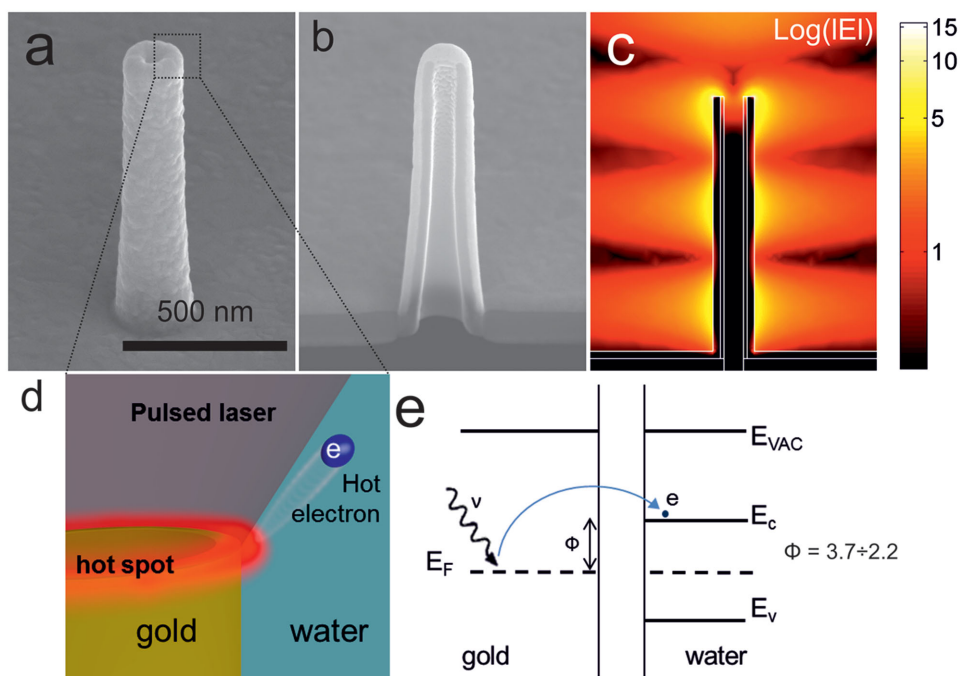 a
500 nm
b
c
Log(|E|)
15
10
5
1
d
Pulsed laser
e
Hot
electron
hot spot
gold
water
e
E_VAC
ν
e
E_c
Φ
Φ = 3.7÷2.2
E_F
E_v
gold
water